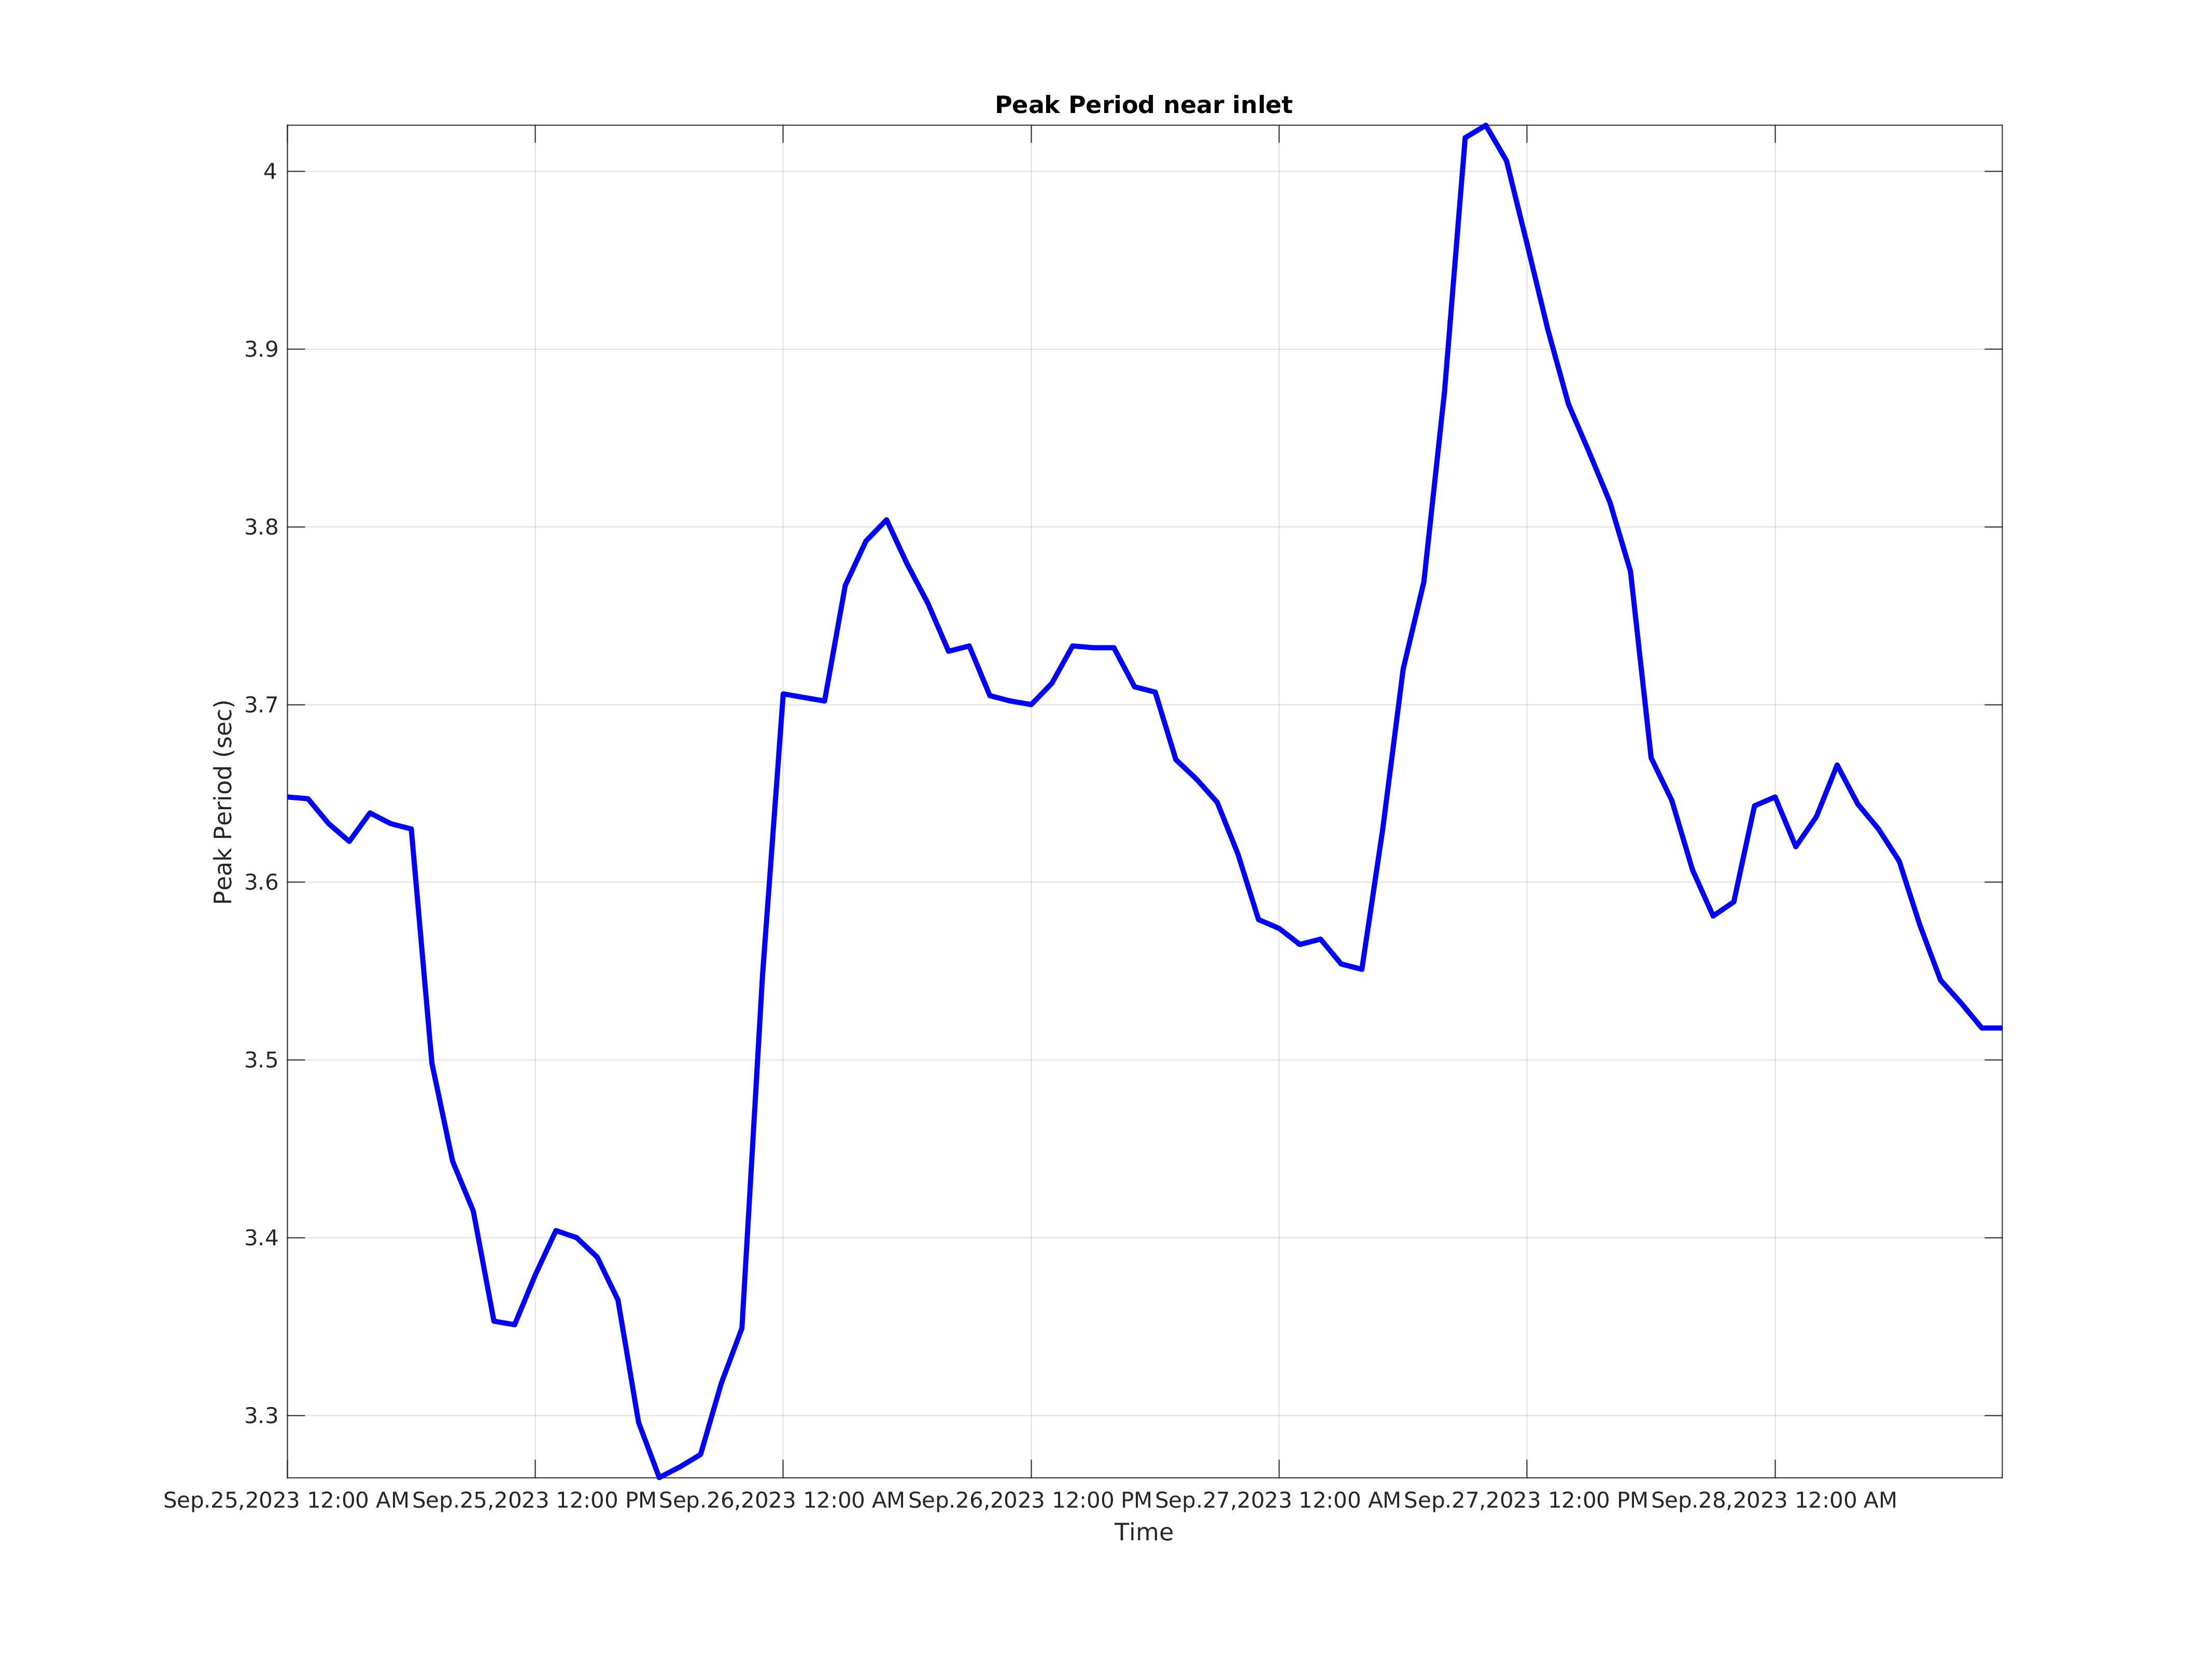 Peak Period near inlet
4
3.9
3.8
3.7
3.6
3.5
3.4
3.3
Peak Period (sec)
Sep.25,2023 12:00 AM Sep.25,2023 12:00 PM Sep.26,2023 12:00 AM Sep.26,2023 12:00 PM Sep.27,2023 12:00 AM Sep.27,2023 12:00 PM Sep.28,2023 12:00 AM
Time